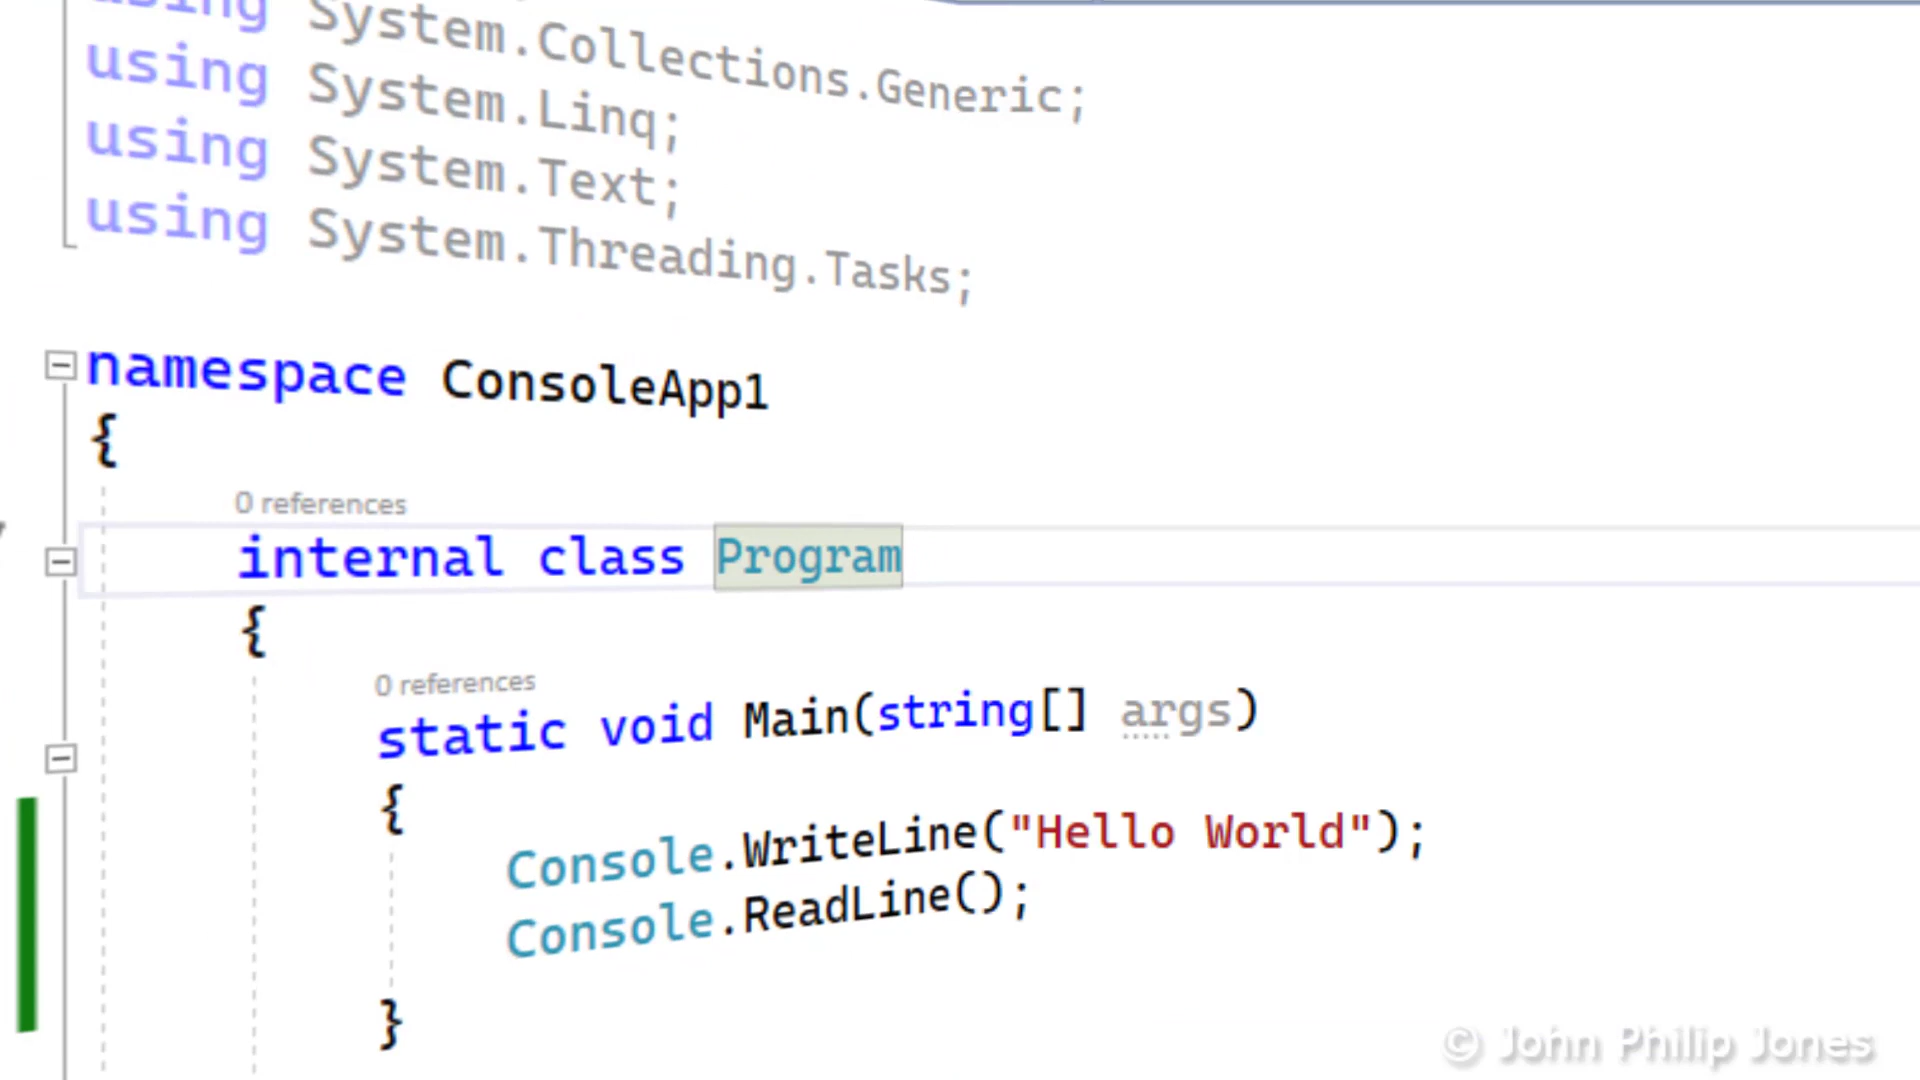 using System.Collections.Generic;
using System.Linq;
using System.Text;
using System.Threading.Tasks;
namespace ConsoleApp1
{
0 references
internal class Program
{
0 references
static void Main(string[] args)
{
Console.WriteLine("Hello World");
Console.ReadLine();
}
© John Philip Jones